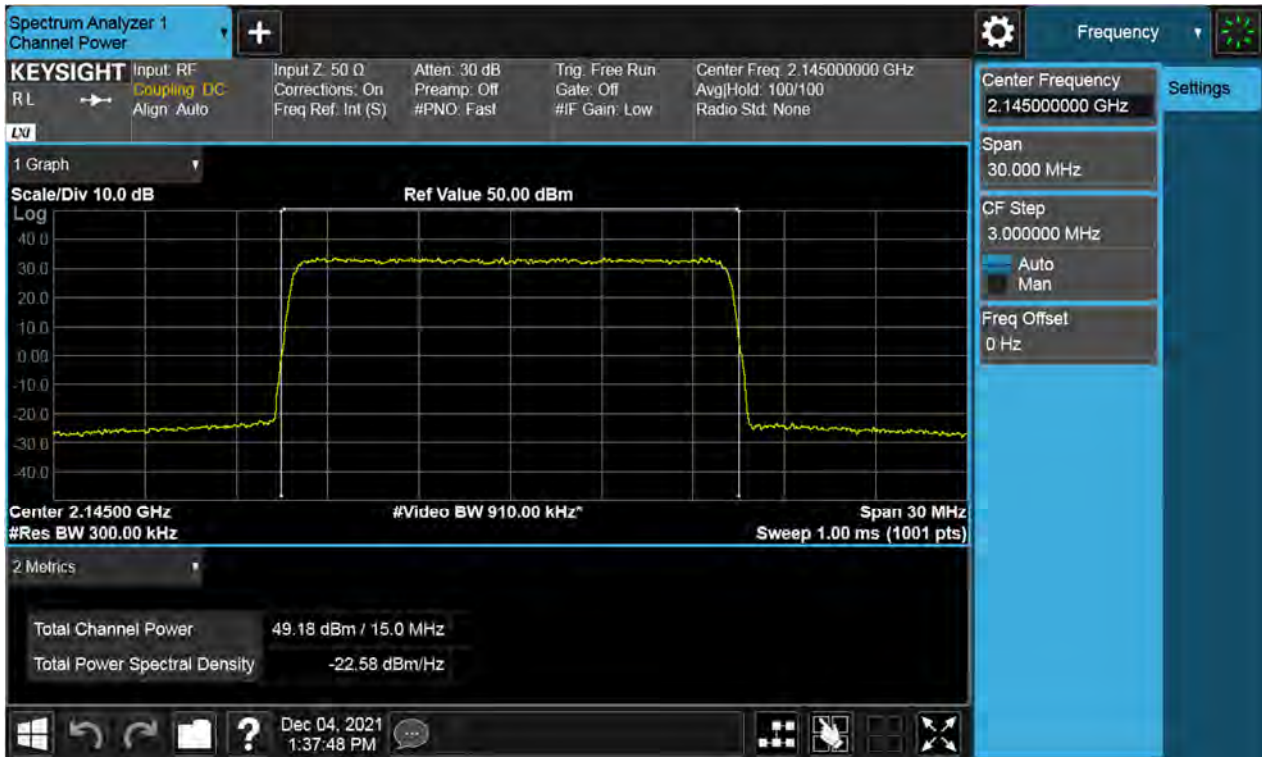 Spectrum Analyzer 1
Channel Power
+
Frequency
KEYSIGHT
RL
LXI
Input: RF
Coupling: DC
Align: Auto
Input Z: 50 Ω
Corrections: On
Freq Ref: Int (S)
Atten: 30 dB
Preamp: Off
#PNO: Fast
Trig: Free Run
Gate: Off
#IF Gain: Low
Center Freq: 2.145000000 GHz
Avg|Hold: 100/100
Radio Std: None
Center Frequency
2.145000000 GHz
Settings
Span
30.000 MHz
CF Step
3.000000 MHz
Auto
Man
Freq Offset
0 Hz
1 Graph
Scale/Div 10.0 dB
Ref Value 50.00 dBm
Log
40.0
30.0
20.0
10.0
0.00
-10.0
-20.0
-30.0
-40.0
Center 2.14500 GHz
#Video BW 910.00 kHz*
Span 30 MHz
#Res BW 300.00 kHz
Sweep 1.00 ms (1001 pts)
2 Metrics
Total Channel Power
49.18 dBm / 15.0 MHz
Total Power Spectral Density
-22.58 dBm/Hz
?
Dec 04, 2021
1:37:48 PM